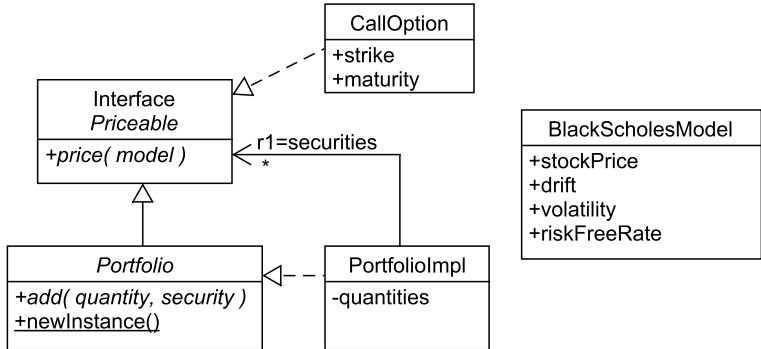 CallOption
+strike
+maturity
Interface
Priceable
+price( model )
r1=securities
*
BlackScholesModel
+stockPrice
+drift
+volatility
+riskFreeRate
Portfolio
+add( quantity, security )
+newInstance()
PortfolioImpl
-quantities